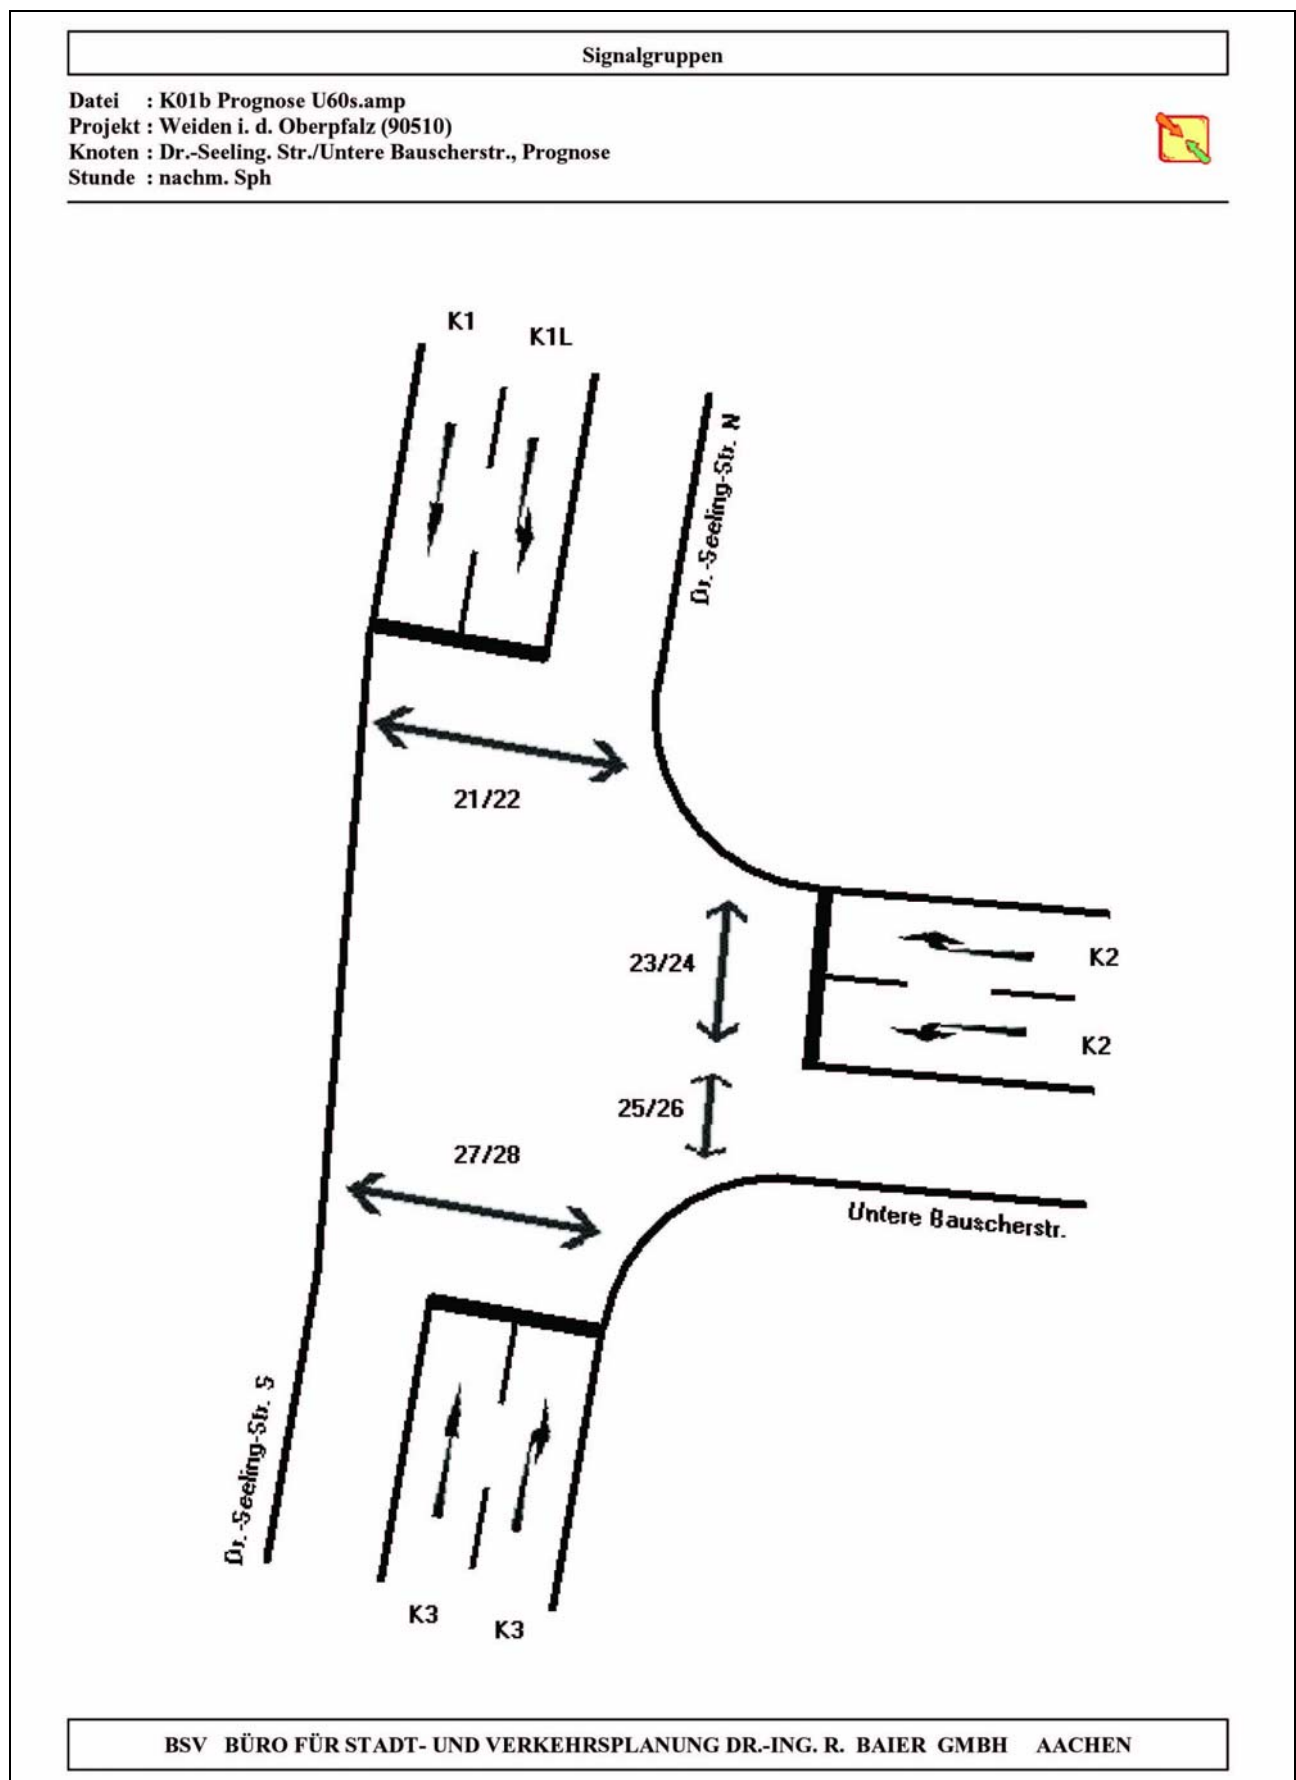 Signalgruppen
Datei : K01b Prognose U60s.amp
Projekt : Weiden i. d. Oberpfalz (90510)
Knoten : Dr.-Seeling. Str./Untere Bauscherstr., Prognose
Stunde : nachm. Sph
K1
K1L
Dr.-Seeling-Str. N
21/22
23/24
K2
K2
25/26
27/28
Untere Bauscherstr.
Dr.-Seeling-Str. S
K3
K3
BSV BÜRO FÜR STADT- UND VERKEHRSPLANUNG DR.-ING. R. BAIER GMBH AACHEN